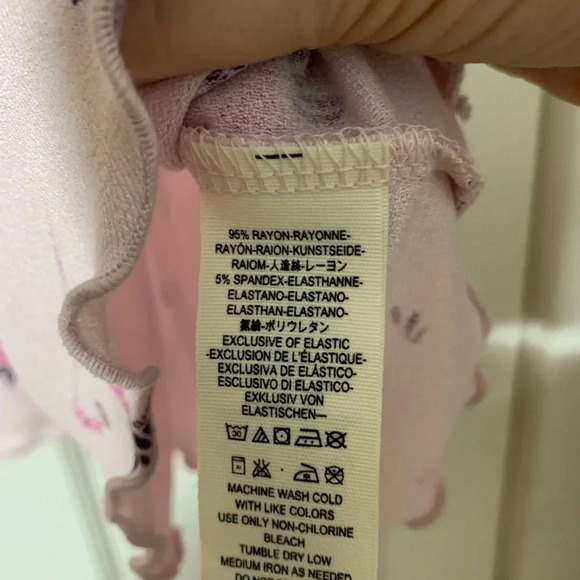 95% RAYON-RAYONNE-
RAYÓN-RAION-KUNSTSEIDE-
RAIOM-人造絲-レーヨン
5% SPANDEX-ELASTHANNE-
ELASTANO-ELASTANO-
ELASTHAN-ELASTANO-
氨綸-ポリウレタン
EXCLUSIVE OF ELASTIC
-EXCLUSION DE L'ÉLASTIQUE-
EXCLUSIVA DE ELÁSTICO-
ESCLUSIVO DI ELASTICO-
EXKLUSIV VON
ELASTISCHEN---
30
MACHINE WASH COLD
WITH LIKE COLORS
USE ONLY NON-CHLORINE
BLEACH
TUMBLE DRY LOW
MEDIUM IRON AS NEEDED